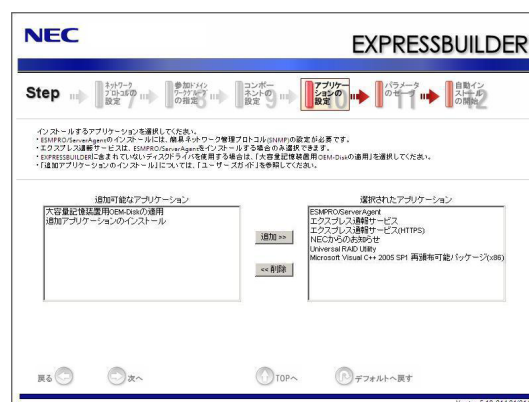 NEC
EXPRESSBUILDER
Step
ネットワークプロトコルの設定 7
参加ドメインワークグループの指定 8
コンポーネントの設定 9
アプリケーションの設定 10
パラメータのセーブ 11
自動インストールの開始 12
インストールするアプリケーションを選択してください。
・ESMPRO/ServerAgentのインストールには、簡易ネットワーク管理プロトコル(SNMP)の設定が必要です。
・エクスプレス通報サービスは、ESMPRO/ServerAgentをインストールする場合のみ選択できます。
・EXPRESSBUILDERに含まれていないディスクドライバを使用する場合は、「大容量記憶装置用OEM-Diskの適用」を選択してください。
・「追加アプリケーションのインストール」については、「ユーザーズガイド」を参照してください。
追加可能なアプリケーション
大容量記憶装置用OEM-Diskの適用
追加アプリケーションのインストール
追加 >>
<< 削除
選択されたアプリケーション
ESMPRO/ServerAgent
エクスプレス通報サービス
エクスプレス通報サービス(HTTPS)
NECからのお知らせ
Universal RAID Utility
Microsoft Visual C++ 2005 SP1 再頒布可能パッケージ(x86)
戻る
次へ
TOPへ
デフォルトへ戻す